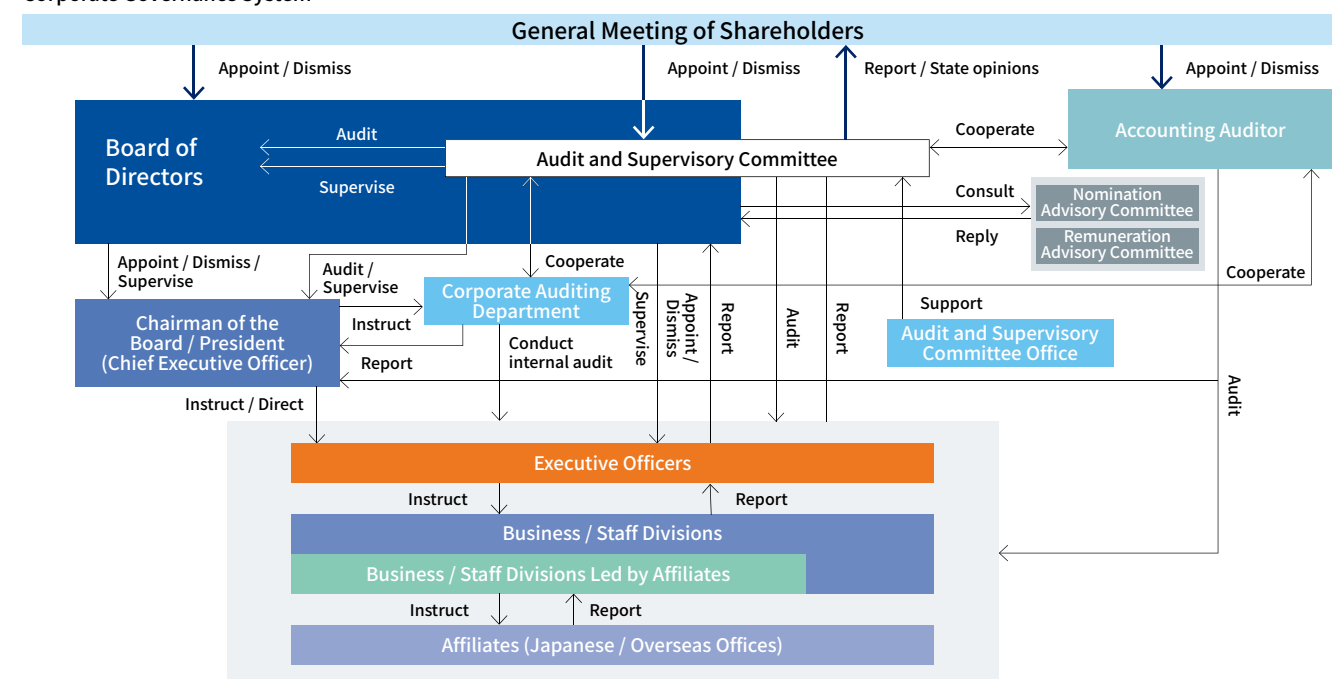 Corporate Governance System
General Meeting of Shareholders
Appoint / Dismiss
Appoint / Dismiss
Report / State opinions
Appoint / Dismiss
Board of
Directors
Audit
Supervise
Audit and Supervisory Committee
Cooperate
Accounting Auditor
Consult
Reply
Nomination
Advisory Committee
Remuneration
Advisory Committee
Appoint / Dismiss /
Supervise
Audit /
Supervise
Cooperate
Cooperate
Corporate Auditing
Department
Chairman of the
Board / President
(Chief Executive Officer)
Instruct
Report
Conduct
internal audit
Supervise
Appoint /
Dismiss
Report
Audit
Report
Support
Audit and Supervisory
Committee Office
Audit
Instruct / Direct
Executive Officers
Instruct
Report
Business / Staff Divisions
Business / Staff Divisions Led by Affiliates
Instruct
Report
Affiliates (Japanese / Overseas Offices)